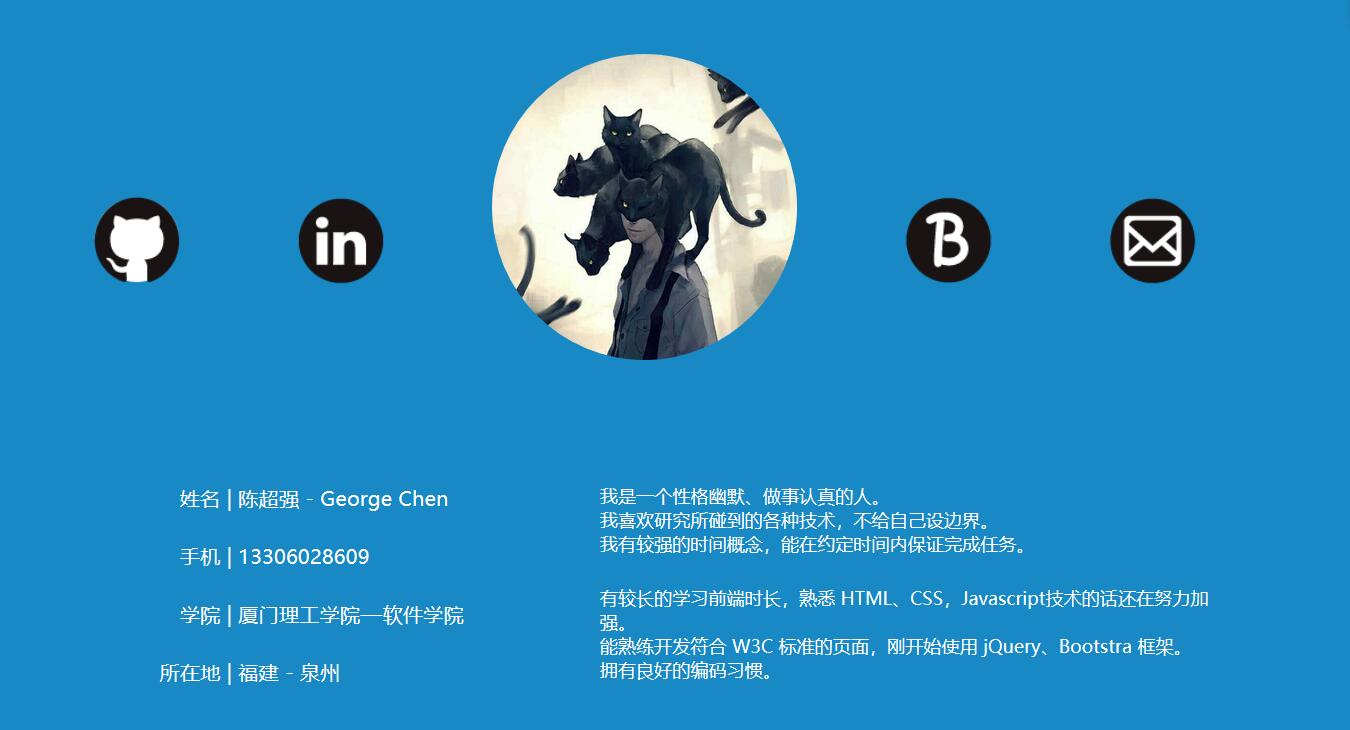 in
B
姓名 | 陈超强 - George Chen
手机 | 13306028609
学院 | 厦门理工学院—软件学院
所在地 | 福建 - 泉州
我是一个性格幽默、做事认真的人。
我喜欢研究所碰到的各种技术，不给自己设边界。
我有较强的时间概念，能在约定时间内保证完成任务。
有较长的学习前端时长，熟悉 HTML、CSS，Javascript技术的话还在努力加
强。
能熟练开发符合 W3C 标准的页面，刚开始使用 jQuery、Bootstra 框架。
拥有良好的编码习惯。